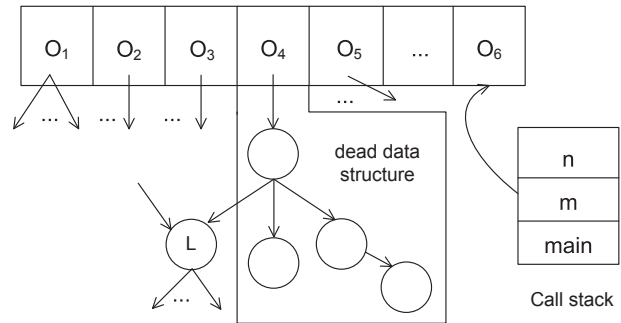 O₁ O₂ O₃ O₄ O₅ ... O₆
...
... ... ...
dead data
structure
n
m
L
main
...
Call stack